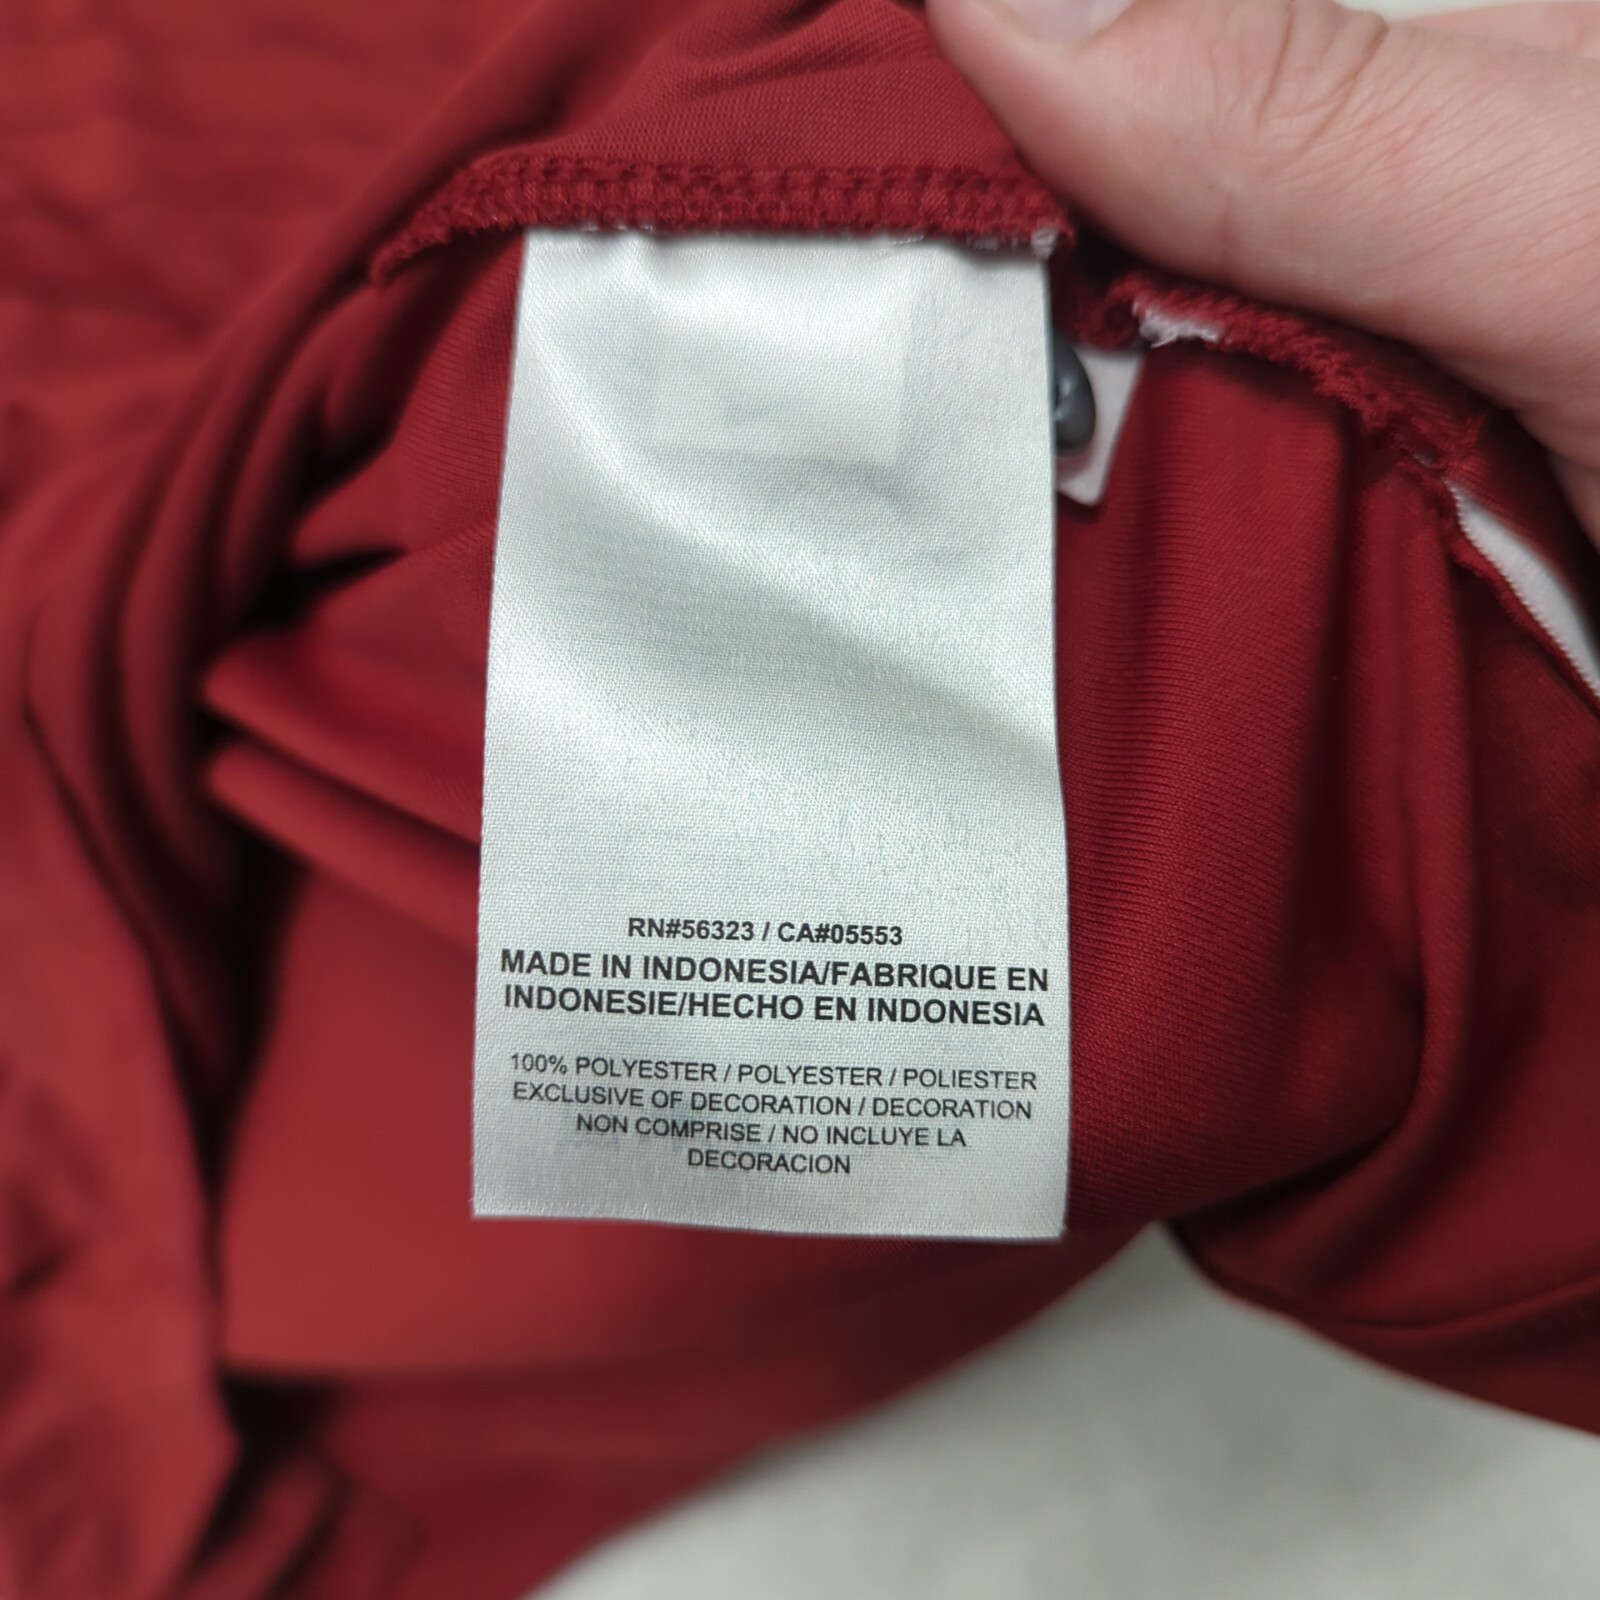 RN#56323 / CA#05553
MADE IN INDONESIA/FABRIQUE EN
INDONESIE/HECHO EN INDONESIA
100% POLYESTER / POLYESTER / POLIESTER
EXCLUSIVE OF DECORATION / DECORATION
NON COMPRISE / NO INCLUYE LA
DECORACION